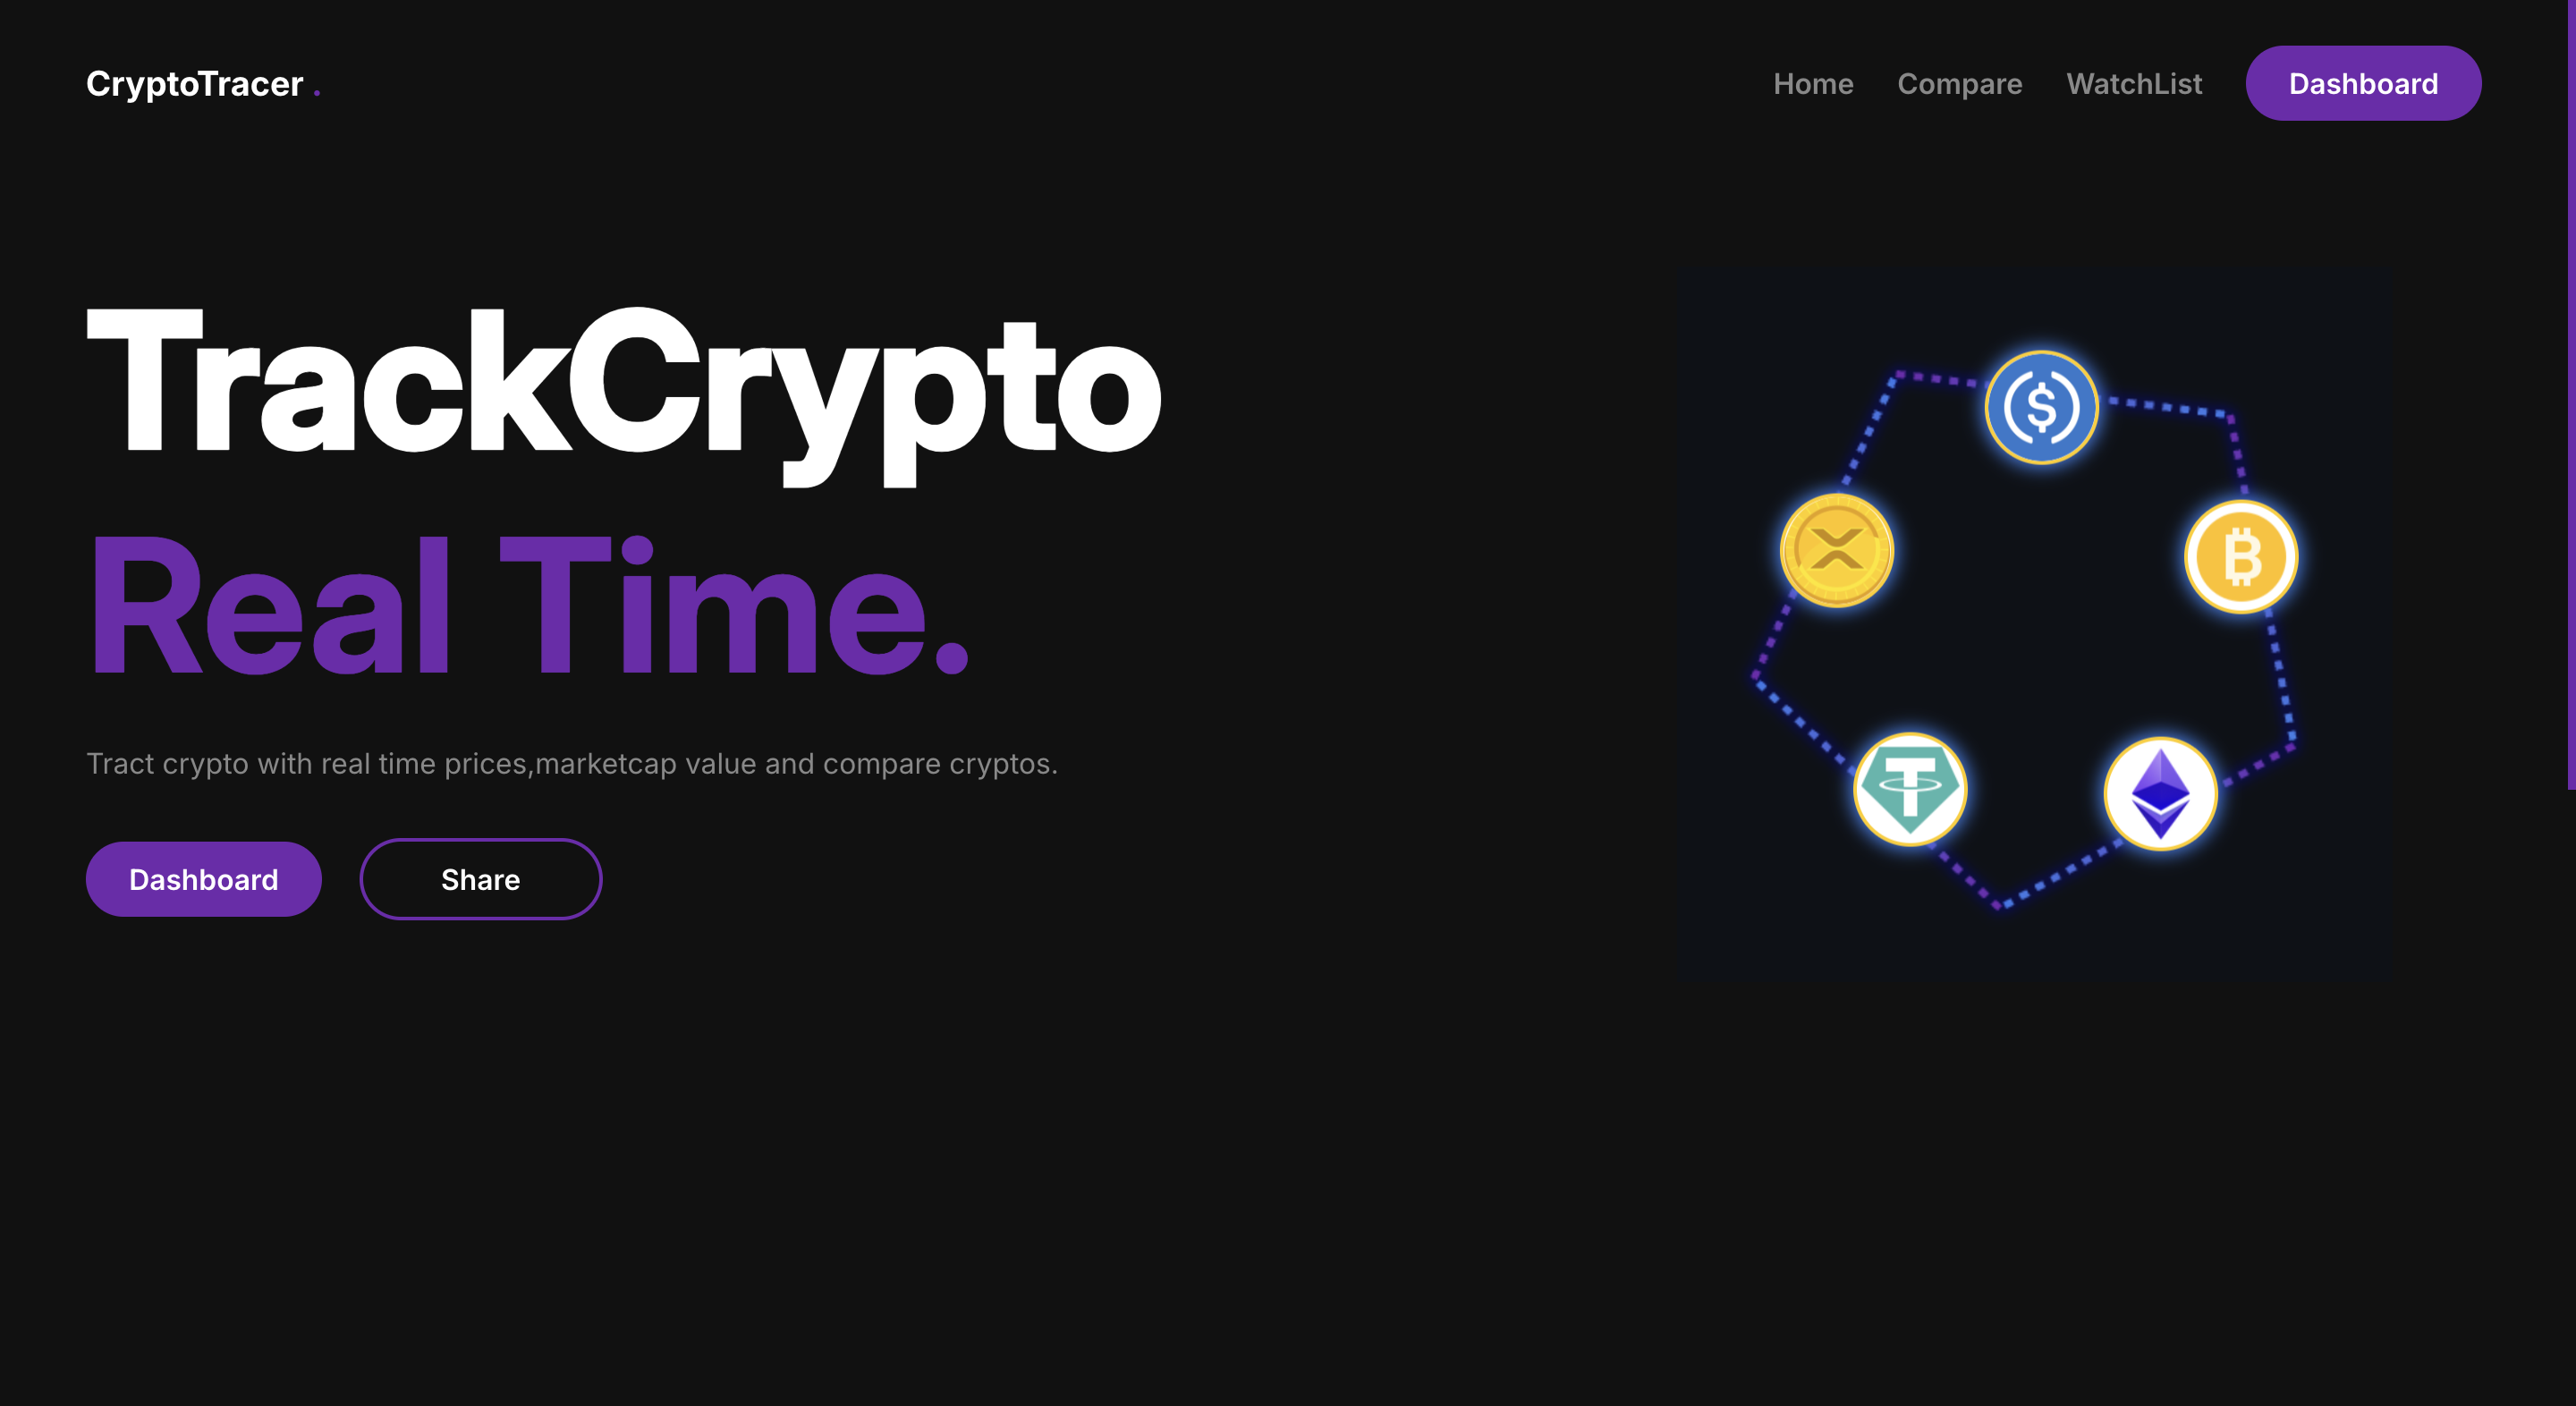 CryptoTracer .
Home Compare WatchList Dashboard
TrackCrypto
Real Time.
Tract crypto with real time prices,marketcap value and compare cryptos.
Dashboard Share